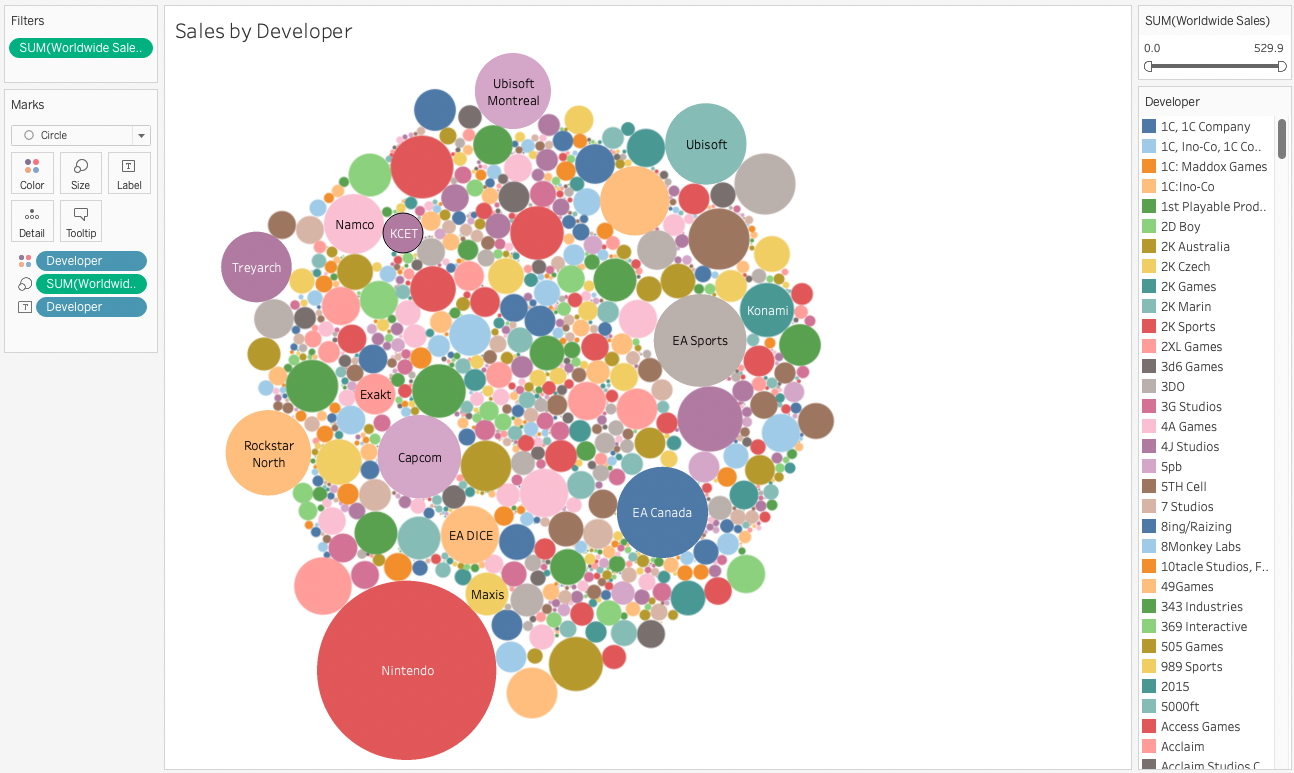 Filters
SUM(Worldwide Sale..
Marks
Circle
Color
Size
Label
Detail
Tooltip
Developer
SUM(Worldwid..
Developer
Sales by Developer
Ubisoft
Montreal
Ubisoft
Namco
KCET
Treyarch
Konami
EA Sports
Exakt
Rockstar
North
Capcom
EA Canada
EA DICE
Maxis
Nintendo
SUM(Worldwide Sales)
0.0
529.9
Developer
1C, 1C Company
1C, Ino-Co, 1C Co..
1C: Maddox Games
1C:Ino-Co
1st Playable Prod..
2D Boy
2K Australia
2K Czech
2K Games
2K Marin
2K Sports
2XL Games
3d6 Games
3DO
3G Studios
4A Games
4J Studios
5pb
5TH Cell
7 Studios
8ing/Raizing
8Monkey Labs
10tacle Studios, F..
49Games
343 Industries
369 Interactive
505 Games
989 Sports
2015
5000ft
Access Games
Acclaim
Acclaim Studios C